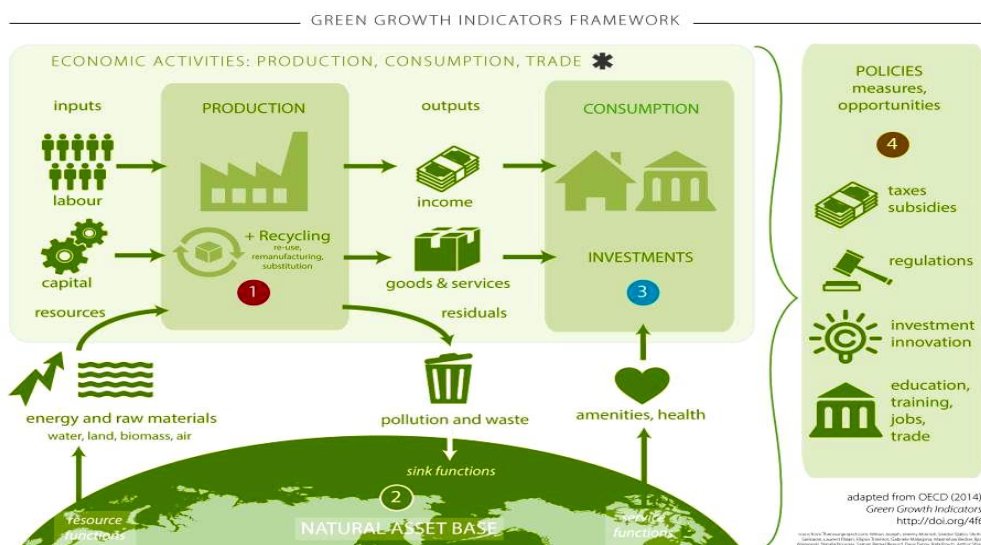 GREEN GROWTH INDICATORS FRAMEWORK
ECONOMIC ACTIVITIES: PRODUCTION, CONSUMPTION, TRADE *
inputs
PRODUCTION
outputs
CONSUMPTION
labour
income
capital
+ Recycling
re-use,
remanufacturing,
substitution
1
goods & services
INVESTMENTS
3
resources
residuals
energy and raw materials
water, land, biomass, air
pollution and waste
amenities, health
sink functions
2
resource
functions
NATURAL ASSET BASE
service
functions
POLICIES
measures,
opportunities
4
taxes
subsidies
regulations
C
investment
innovation
education,
training,
jobs,
trade
adapted from OECD (2014)
Green Growth Indicators
http://doi.org/4f6